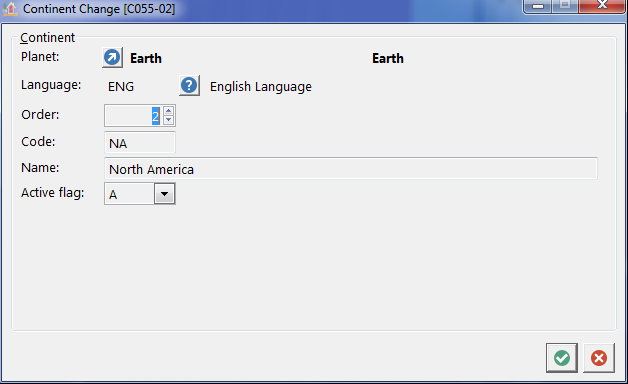 Continent Change [C055-02]
Continent
Planet: Earth Earth
Language: ENG English Language
Order: 2
Code: NA
Name: North America
Active flag: A